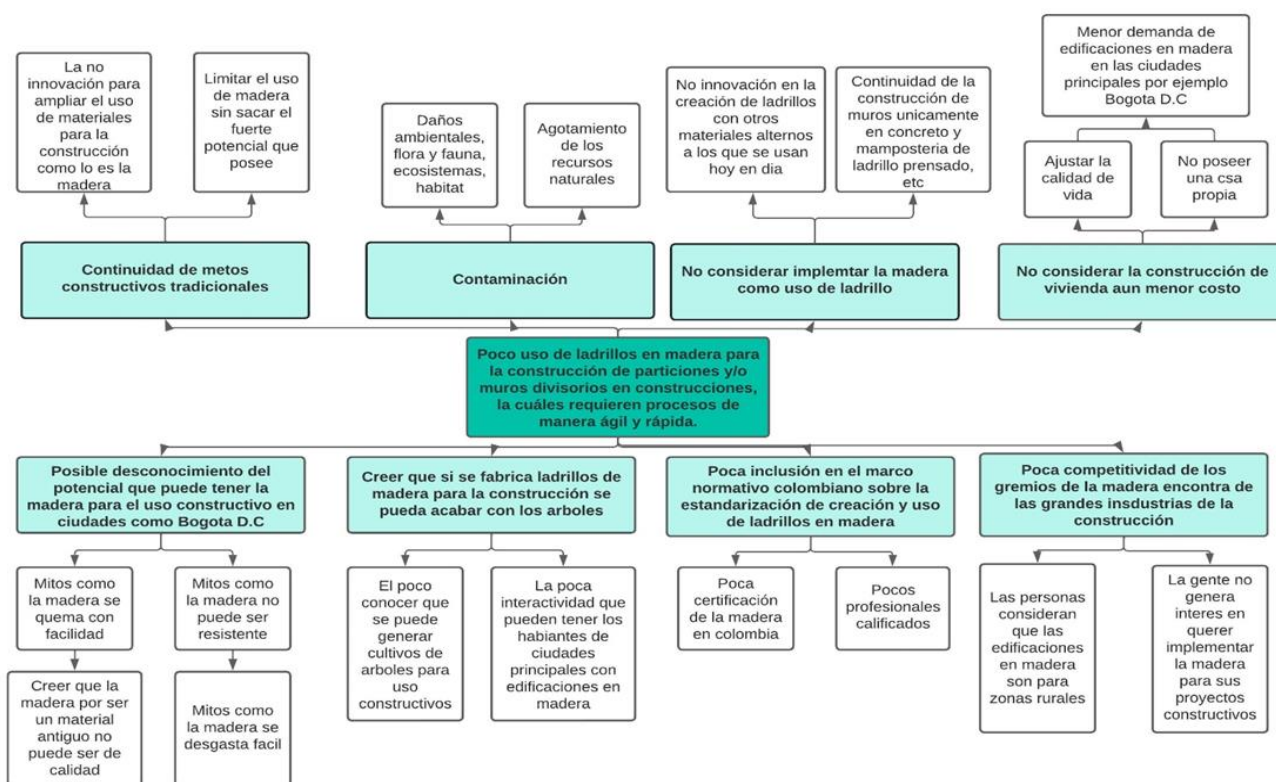 La no
innovación para
ampliar el uso
de materiales
para la
construcción
como lo es la
madera
Limitar el uso
de madera sin
sacar el fuerte
potencial que
posee
Daños
ambientales,
flora y fauna,
ecosistemas,
habitat
Agotamiento
de los
recursos
naturales
No innovación en la
creación de ladrillos
con otros
materiales alternos
a los que se usan
hoy en dia
Continuidad de la
construcción de
muros unicamente
en concreto y
mamposteria de
ladrillo prensado,
etc
Menor demanda de
edificaciones en madera
en las ciudades
principales por ejemplo
Bogota D.C
Ajustar la
calidad de
vida
No poseer
una csa
propia
Continuidad de metos
constructivos tradicionales
Contaminación
No considerar implemtar la madera
como uso de ladrillo
No considerar la construcción de
vivienda aun menor costo
Poco uso de ladrillos en madera para
la construcción de particiones y/o
muros divisorios en construcciones,
la cuáles requieren procesos de
manera ágil y rápida.
Posible desconocimiento del
potencial que puede tener la
madera para el uso constructivo en
ciudades como Bogota D.C
Creer que si se fabrica ladrillos de
madera para la construcción se
pueda acabar con los arboles
Poca inclusión en el marco
normativo colombiano sobre la
estandarización de creación y uso
de ladrillos en madera
Poca competitividad de los
gremios de la madera encontra de
las grandes insdustrias de la
construcción
Mitos como
la madera se
quema con
facilidad
Mitos como
la madera no
puede ser
resistente
El poco
conocer que
se puede
generar
cultivos de
arboles para
uso
constructivos
La poca
interactividad que
pueden tener los
habiantes de
ciudades
principales con
edificaciones en
madera
Poca
certificación
de la madera
en colombia
Pocos
profesionales
calificados
Las personas
consideran
que las
edificaciones
en madera
son para
zonas rurales
La gente no
genera
interes en
querer
implementar
la madera
para sus
proyectos
constructivos
Creer que la
madera por ser
un material
antiguo no
puede ser de
calidad
Mitos como
la madera se
desgasta facil